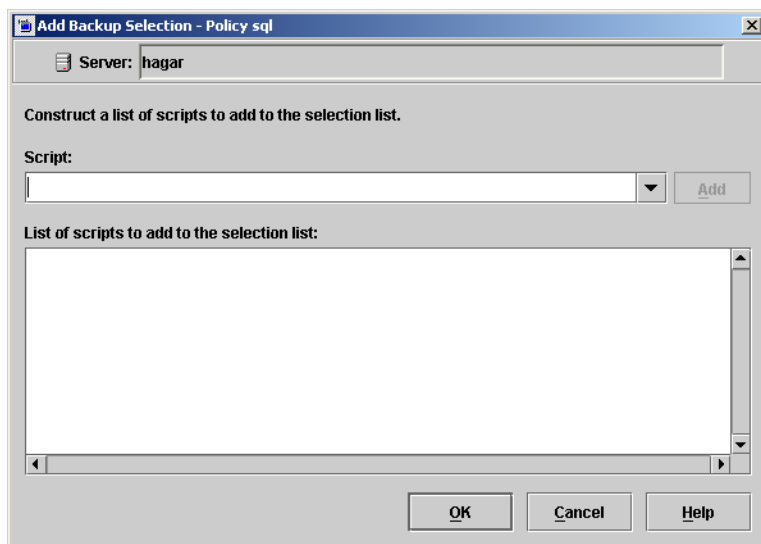 Add Backup Selection - Policy sql
Server: hagar
Construct a list of scripts to add to the selection list.
Script:
Add
List of scripts to add to the selection list:
OK Cancel Help